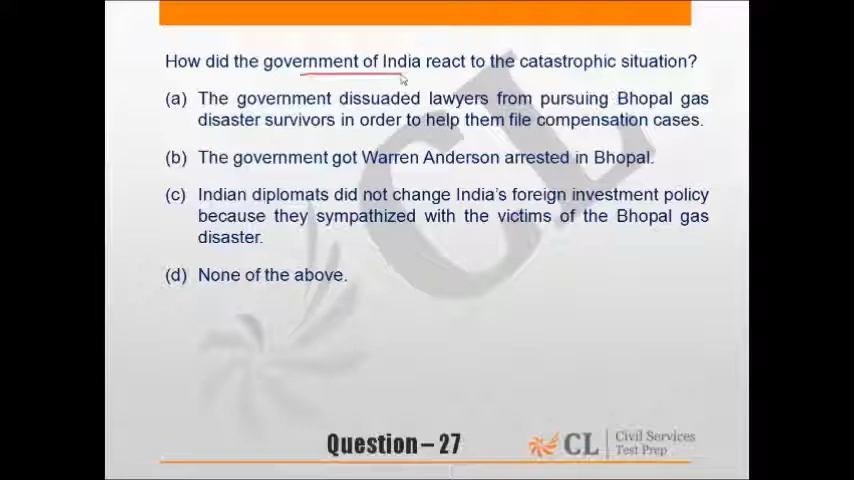 How did the government of India react to the catastrophic situation?
(a) The government dissuaded lawyers from pursuing Bhopal gas
disaster survivors in order to help them file compensation cases.
(b) The government got Warren Anderson arrested in Bhopal.
(c) Indian diplomats did not change India's foreign investment policy
because they sympathized with the victims of the Bhopal gas
disaster.
(d) None of the above.
CL
Question – 27
CL
Civil Services
Test Prep